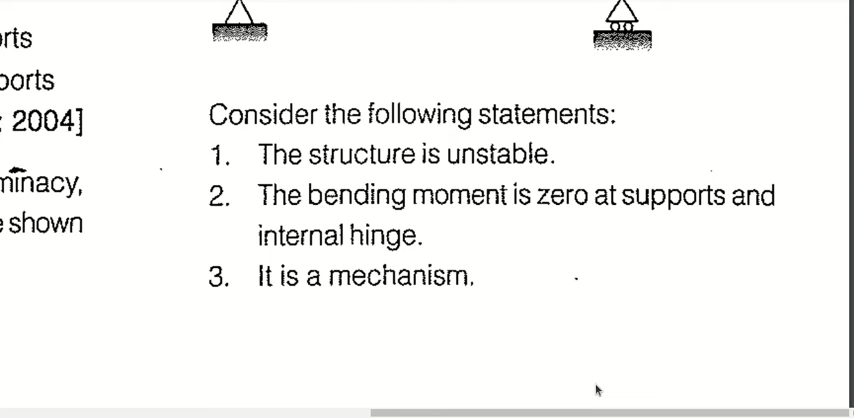 rts
ports
: 2004]
minacy,
shown
Consider the following statements:
1. The structure is unstable.
2. The bending moment is zero at supports and
internal hinge.
3. It is a mechanism.